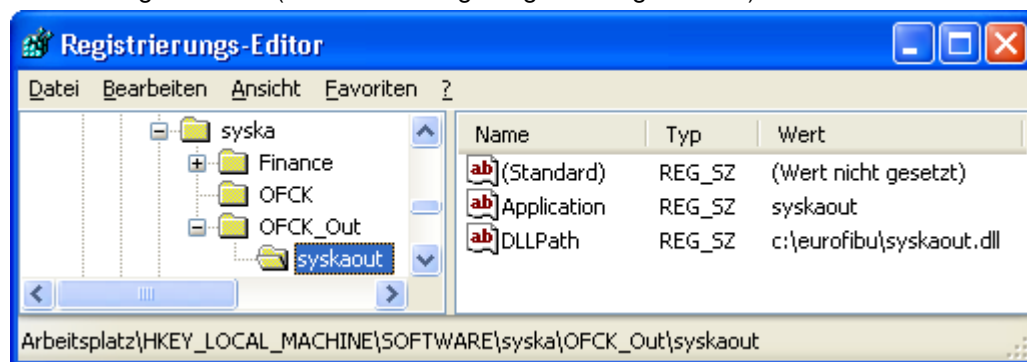 Registrierungs-Editor
Datei Bearbeiten Ansicht Favoriten ?
syska
Finance
OFCK
OFCK_Out
syskaout
Name Typ Wert
(Standard) REG_SZ (Wert nicht gesetzt)
Application REG_SZ syskaout
DLLPath REG_SZ c:\eurofibu\syskaout.dll
Arbeitsplatz\HKEY_LOCAL_MACHINE\SOFTWARE\syska\OFCK_Out\syskaout